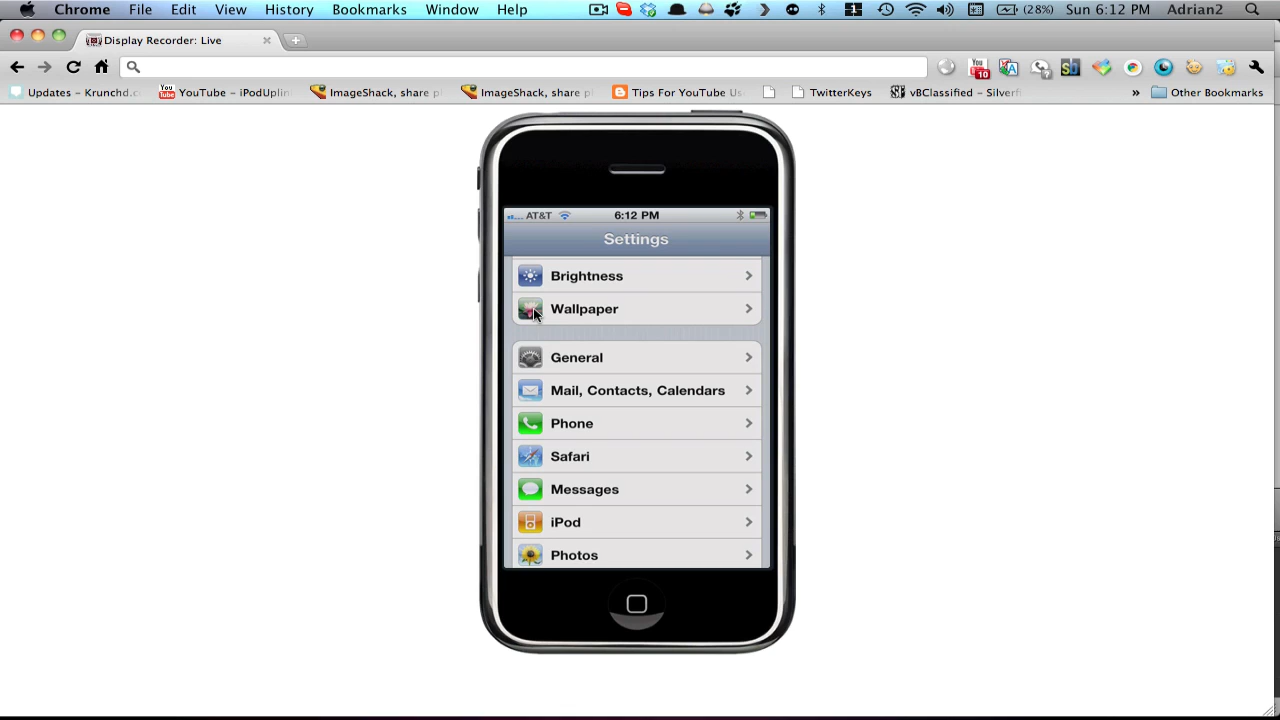 Chrome File Edit View History Bookmarks Window Help (28%) Sun 6:12 PM Adrian2
Display Recorder: Live
Updates – Krunchd.c YouTube – iPodUplin ImageShack, share p ImageShack, share p Tips For YouTube Us TwitterKeys vBClassified – Silverfi » Other Bookmarks
AT&T 6:12 PM
Settings
Brightness
Wallpaper
General
Mail, Contacts, Calendars
Phone
Safari
Messages
iPod
Photos